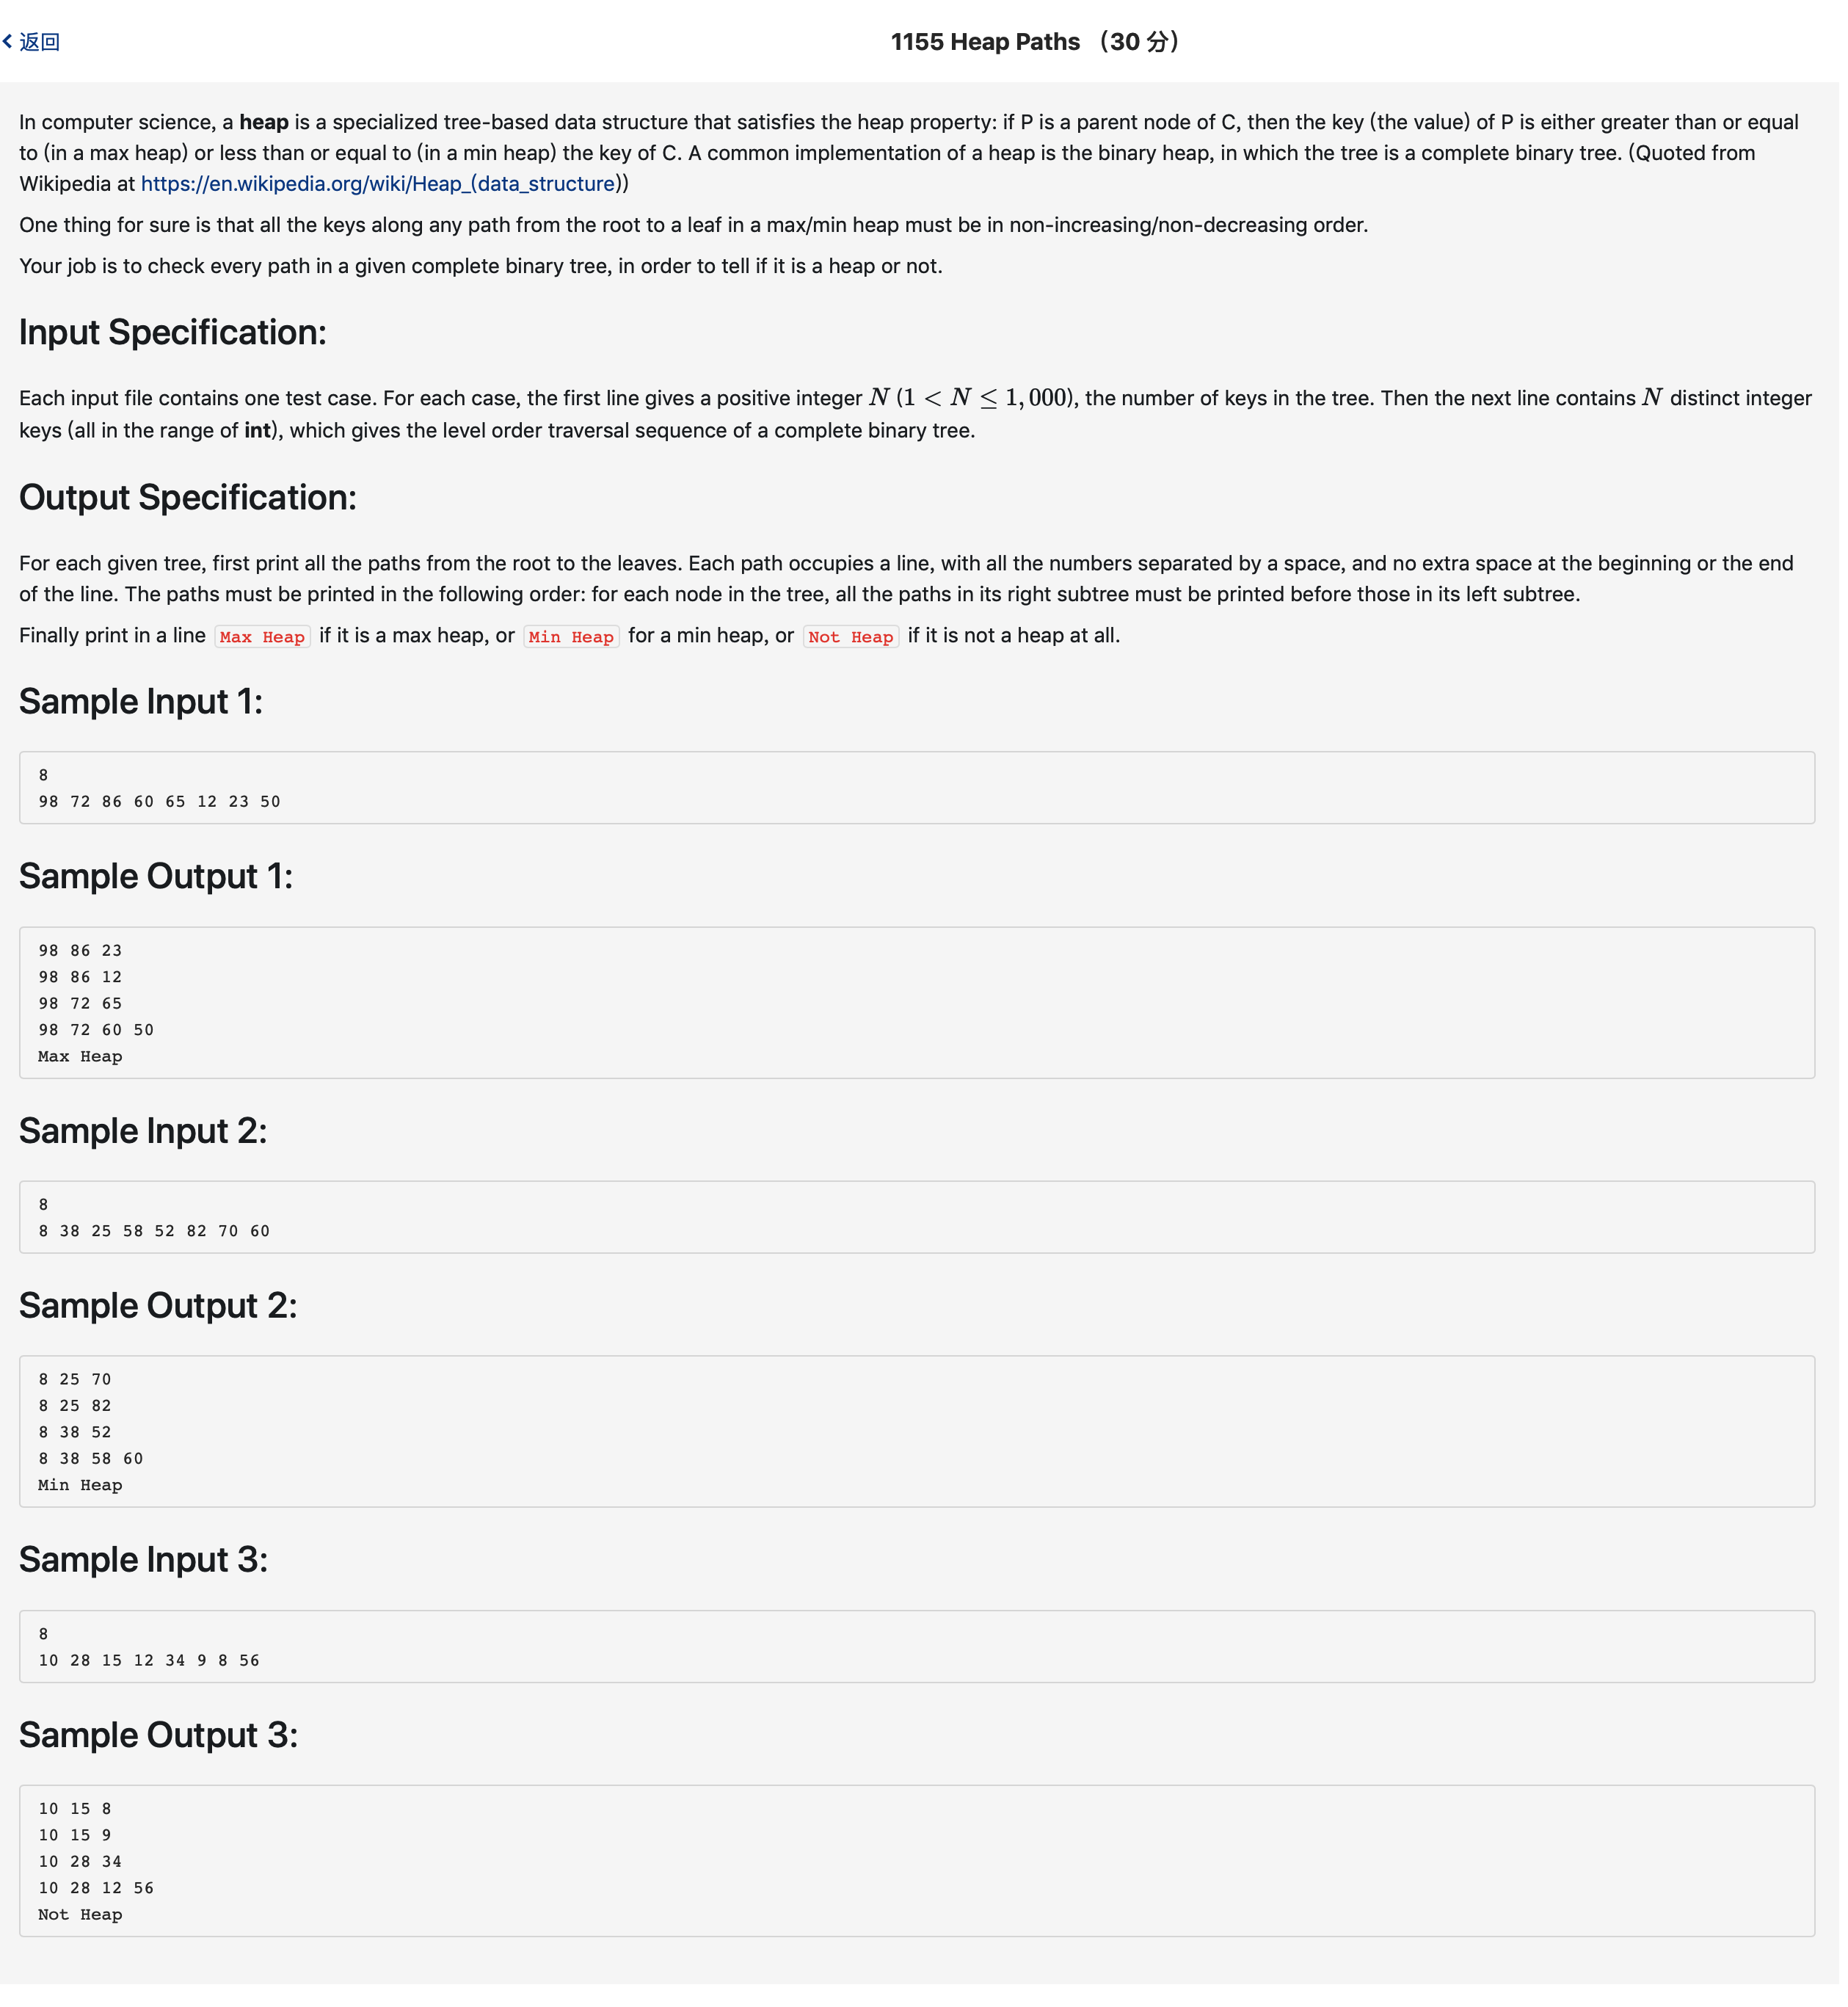 返回
1155 Heap Paths （30 分）
In computer science, a heap is a specialized tree-based data structure that satisfies the heap property: if P is a parent node of C, then the key (the value) of P is either greater than or equal
to (in a max heap) or less than or equal to (in a min heap) the key of C. A common implementation of a heap is the binary heap, in which the tree is a complete binary tree. (Quoted from
Wikipedia at https://en.wikipedia.org/wiki/Heap_(data_structure))
One thing for sure is that all the keys along any path from the root to a leaf in a max/min heap must be in non-increasing/non-decreasing order.
Your job is to check every path in a given complete binary tree, in order to tell if it is a heap or not.
Input Specification:
Each input file contains one test case. For each case, the first line gives a positive integer N (1 < N ≤ 1, 000), the number of keys in the tree. Then the next line contains N distinct integer
keys (all in the range of int), which gives the level order traversal sequence of a complete binary tree.
Output Specification:
For each given tree, first print all the paths from the root to the leaves. Each path occupies a line, with all the numbers separated by a space, and no extra space at the beginning or the end
of the line. The paths must be printed in the following order: for each node in the tree, all the paths in its right subtree must be printed before those in its left subtree.
Finally print in a line Max Heap if it is a max heap, or Min Heap for a min heap, or Not Heap if it is not a heap at all.
Sample Input 1:
8
98 72 86 60 65 12 23 50
Sample Output 1:
98 86 23
98 86 12
98 72 65
98 72 60 50
Max Heap
Sample Input 2:
8
8 38 25 58 52 82 70 60
Sample Output 2:
8 25 70
8 25 82
8 38 52
8 38 58 60
Min Heap
Sample Input 3:
8
10 28 15 12 34 9 8 56
Sample Output 3:
10 15 8
10 15 9
10 28 34
10 28 12 56
Not Heap